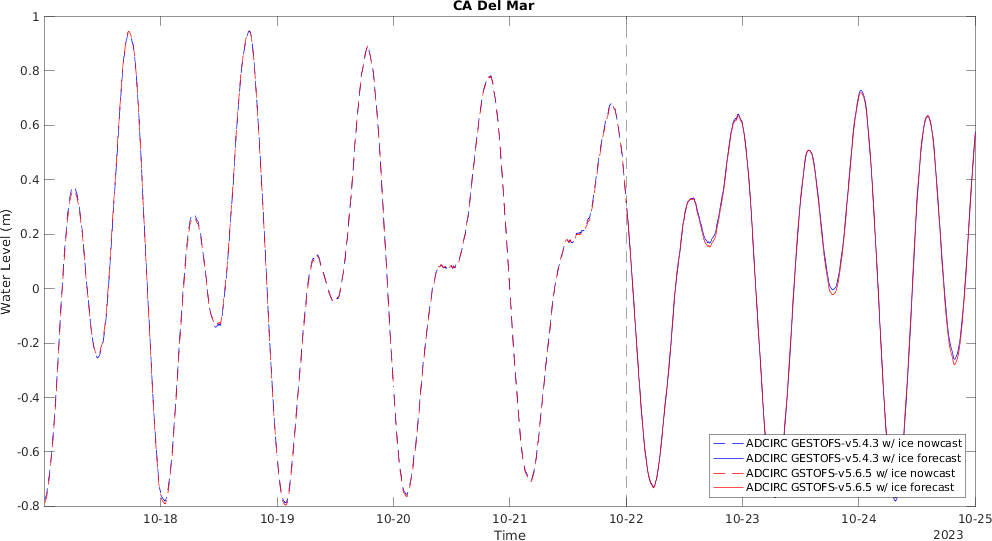 CA Del Mar
1
0.8
0.6
0.4
0.2
0
-0.2
-0.4
-0.6
-0.8
Water Level (m)
ADCIRC GESTOFS-v5.4.3 w/ ice nowcast
ADCIRC GESTOFS-v5.4.3 w/ ice forecast
ADCIRC GSTOFS-v5.6.5 w/ ice nowcast
ADCIRC GSTOFS-v5.6.5 w/ ice forecast
10-18 10-19 10-20 10-21 10-22 10-23 10-24 10-25
Time
2023